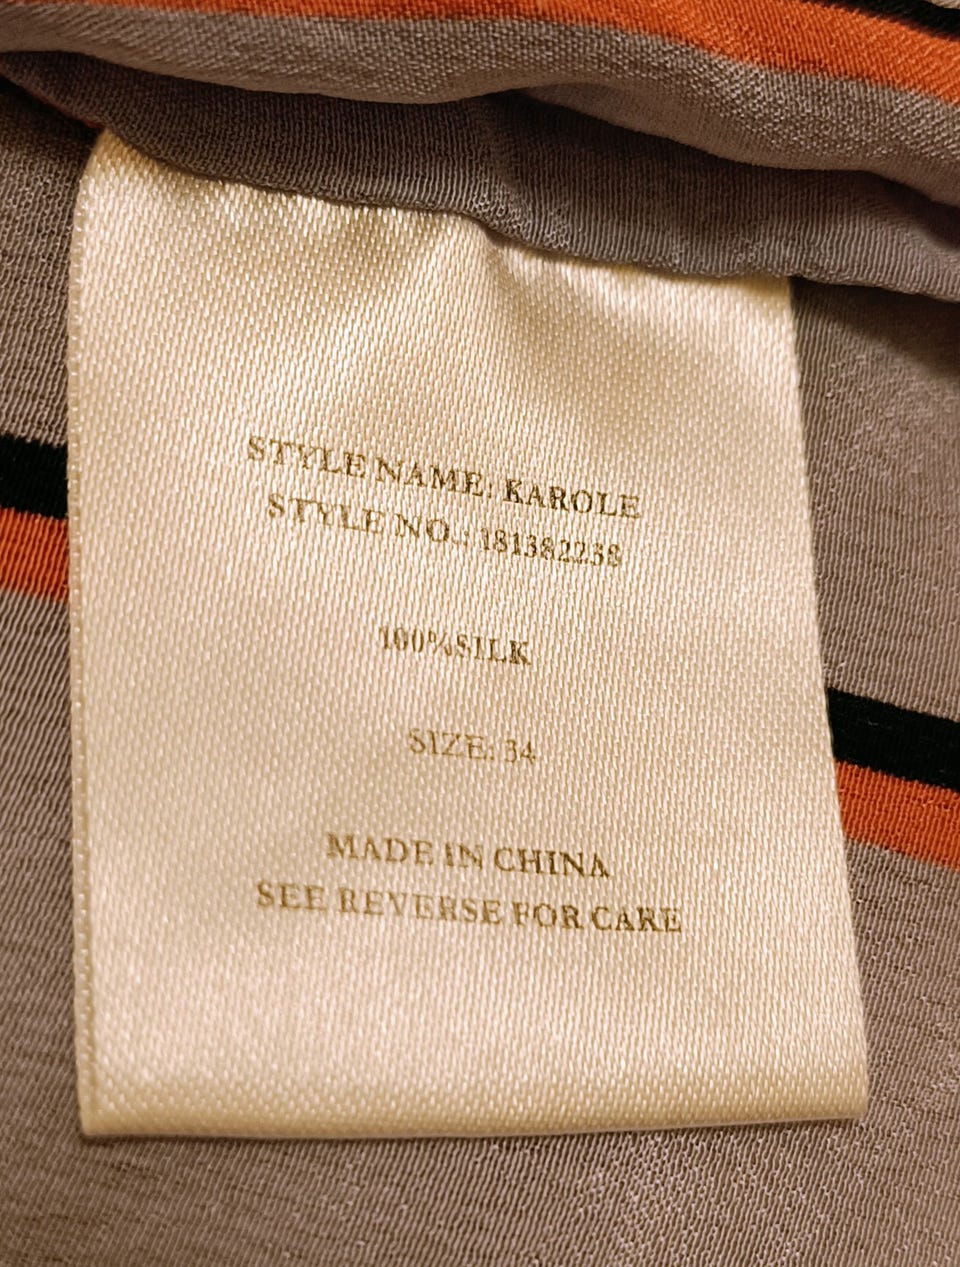 STYLE NAME: KAROLE
STYLE NO.: 181382238
100%SILK
SIZE: 34
MADE IN CHINA
SEE REVERSE FOR CARE